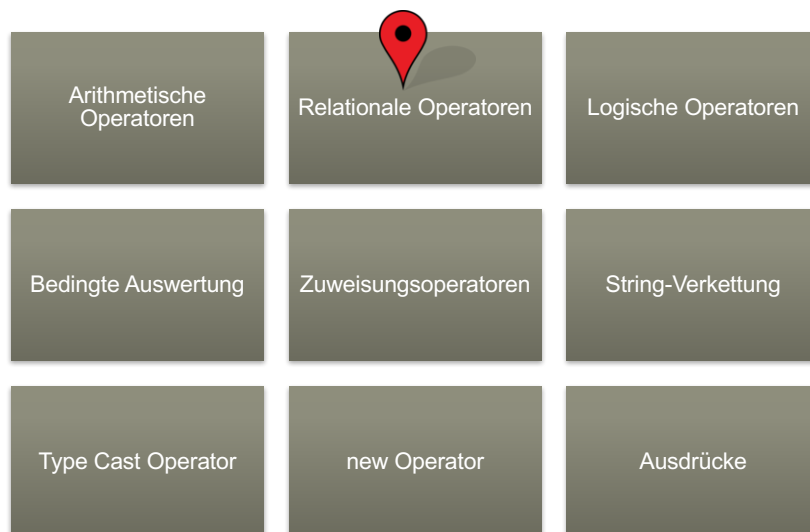 Arithmetische
Operatoren
Relationale Operatoren
Logische Operatoren
Bedingte Auswertung
Zuweisungsoperatoren
String-Verkettung
Type Cast Operator
new Operator
Ausdrücke